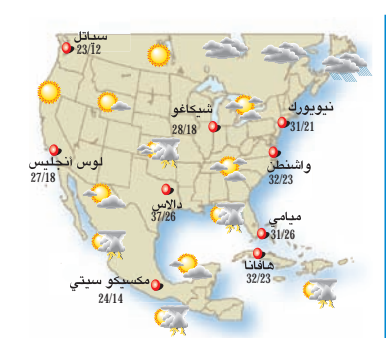 سياتل
23/12
شيكاغو
28/18
نيويورك
31/21
لوس أنجليس
27/18
واشنطن
32/23
دالاس
37/26
ميامي
31/26
هافانا
32/23
مكسيكو سيتي
24/14